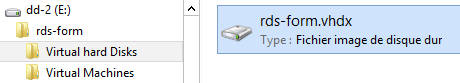 dd-2 (E:)
rds-form
Virtual hard Disks
Virtual Machines
rds-form.vhdx
Type : Fichier image de disque dur